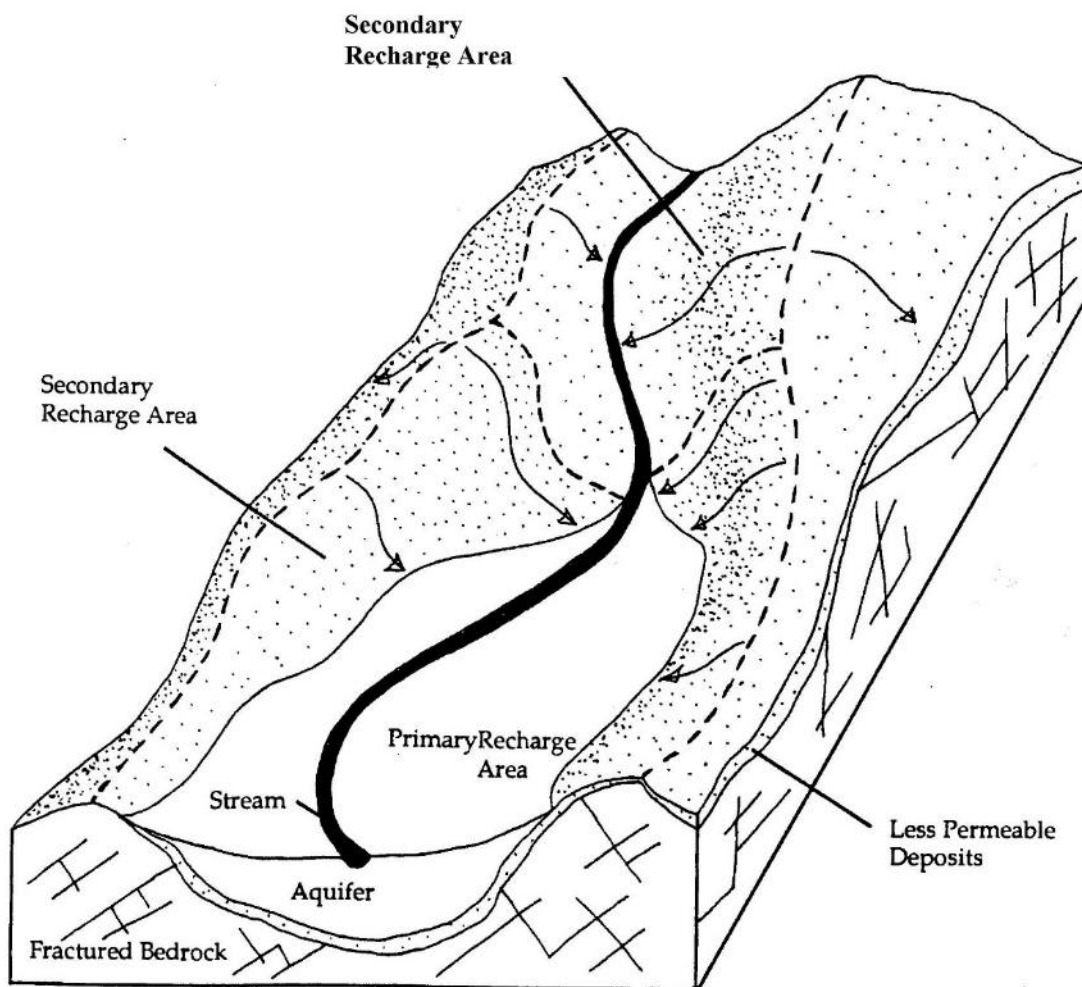 Secondary
Recharge Area
Secondary
Recharge Area
PrimaryRecharge
Area
Stream
Less Permeable
Deposits
Aquifer
Fractured Bedrock